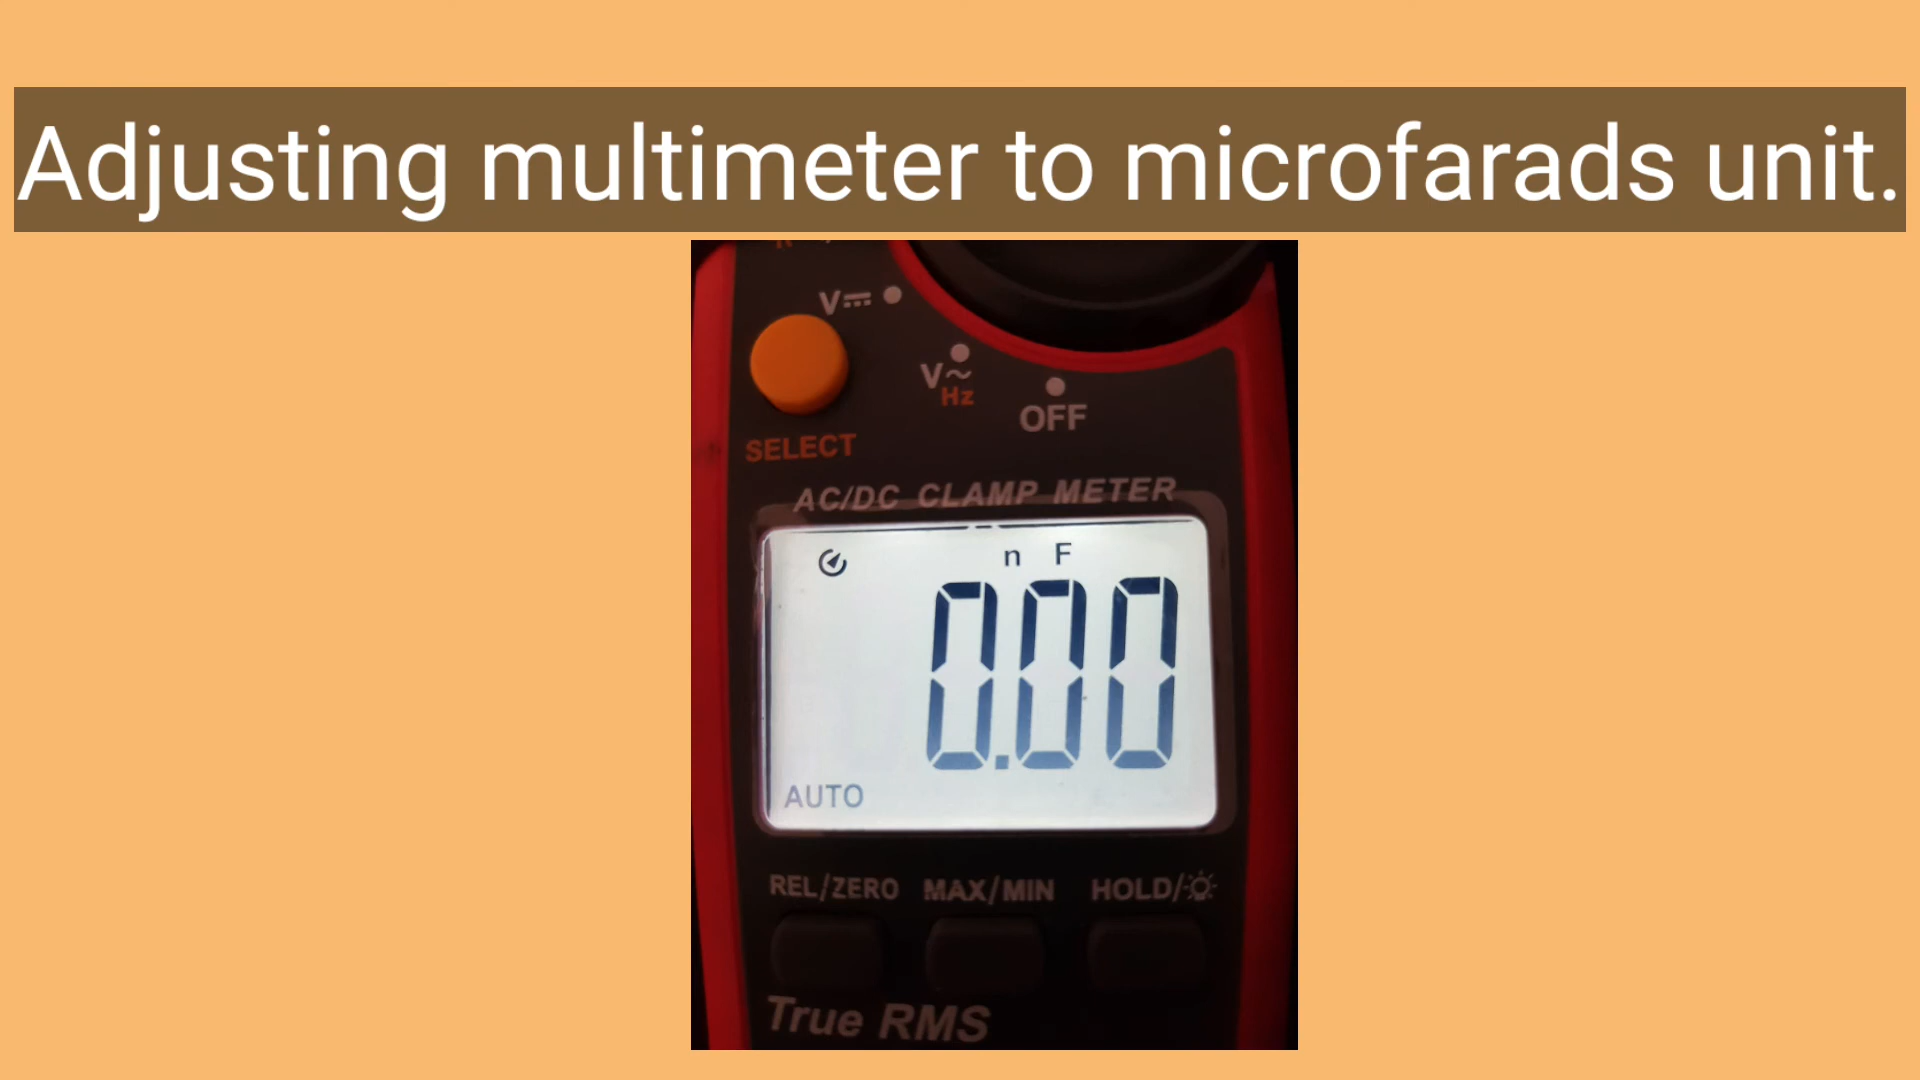 Adjusting multimeter to microfarads unit.
V
V~
Hz
OFF
SELECT
AC/DC CLAMP METER
n F
0.00
AUTO
REL/ZERO MAX/MIN HOLD/
True RMS